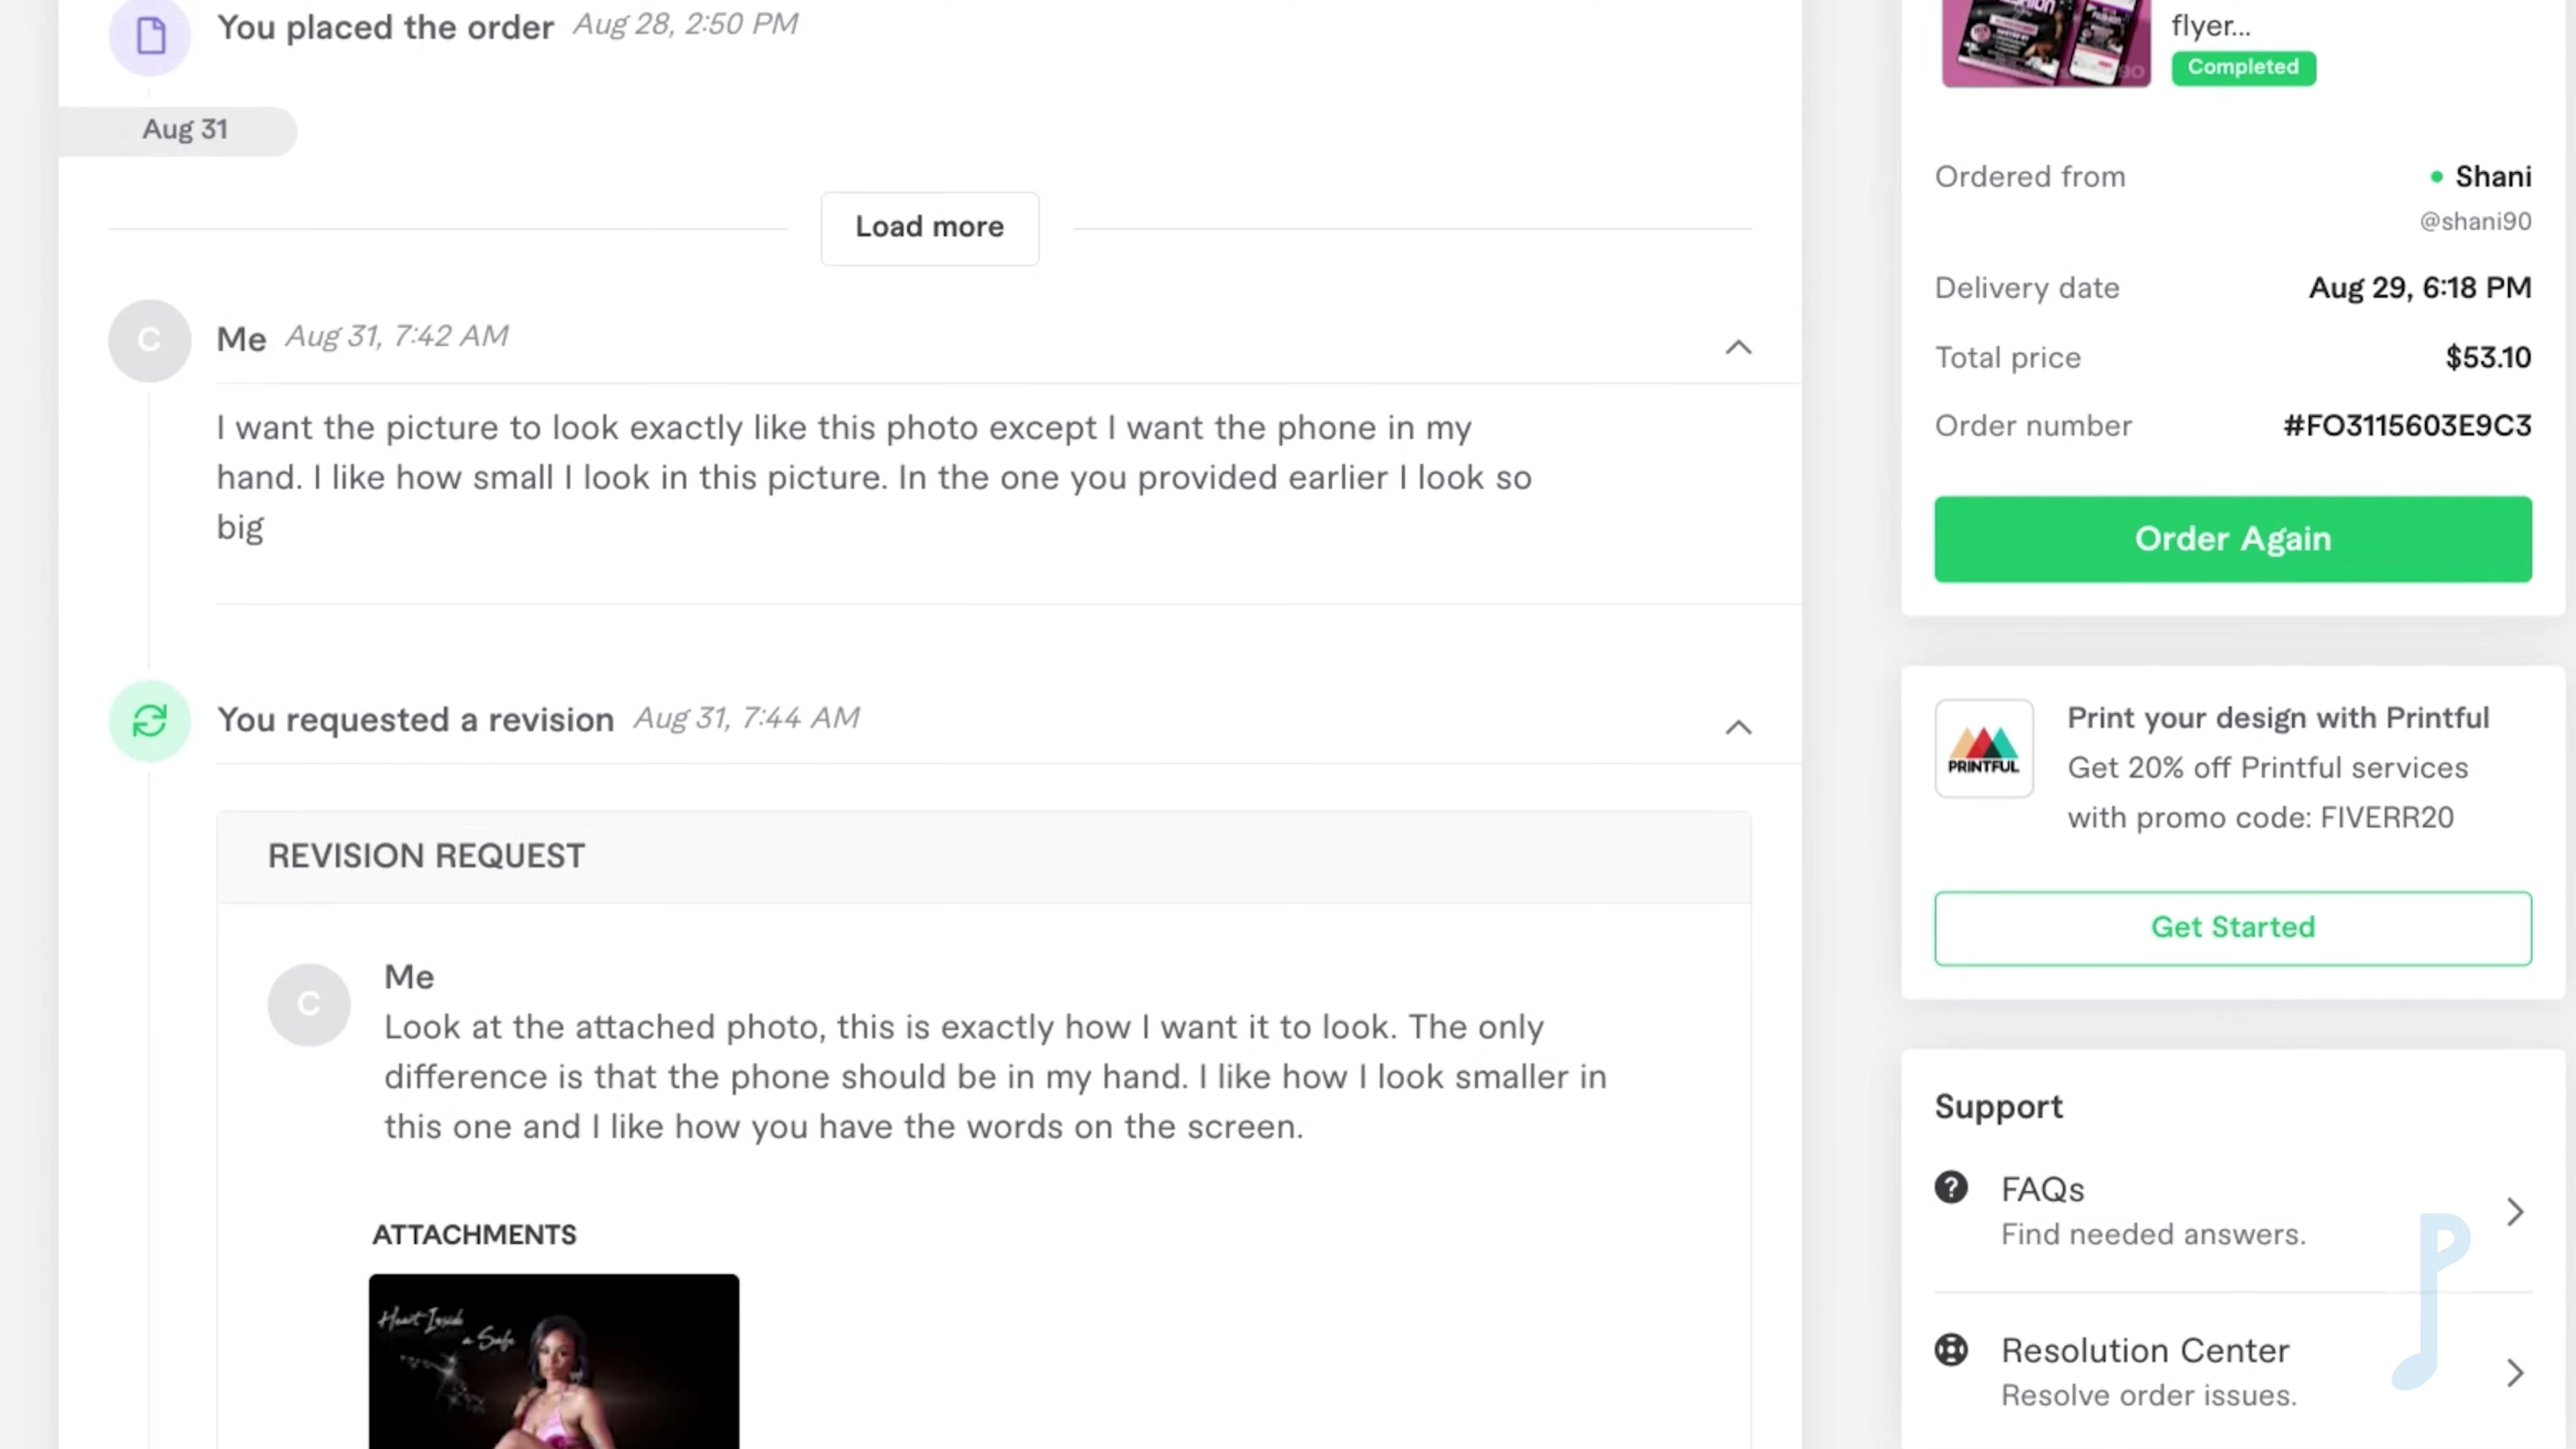 You placed the order Aug 28, 2:50 PM
Aug 31
Load more
C
Me Aug 31, 7:42 AM
I want the picture to look exactly like this photo except I want the phone in my
hand. I like how small I look in this picture. In the one you provided earlier I look so
big
You requested a revision Aug 31, 7:44 AM
REVISION REQUEST
C
Me
Look at the attached photo, this is exactly how I want it to look. The only
difference is that the phone should be in my hand. I like how I look smaller in
this one and I like how you have the words on the screen.
ATTACHMENTS
Heart Inside
a Safe
flyer...
Completed
Ordered from Shani
@shani90
Delivery date Aug 29, 6:18 PM
Total price $53.10
Order number #FO3115603E9C3
Order Again
PRINTFUL
Print your design with Printful
Get 20% off Printful services
with promo code: FIVERR20
Get Started
Support
FAQs
Find needed answers.
Resolution Center
Resolve order issues.